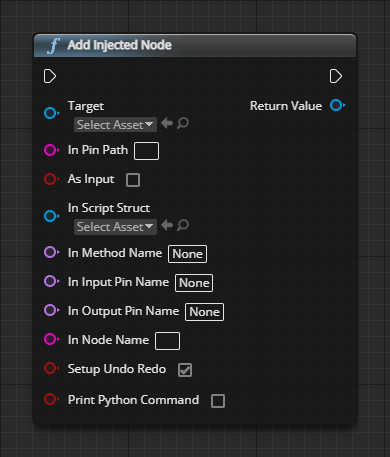 f Add Injected Node
Target
Return Value
Select Asset
In Pin Path
As Input
In Script Struct
Select Asset
In Method Name None
In Input Pin Name None
In Output Pin Name None
In Node Name
Setup Undo Redo
Print Python Command